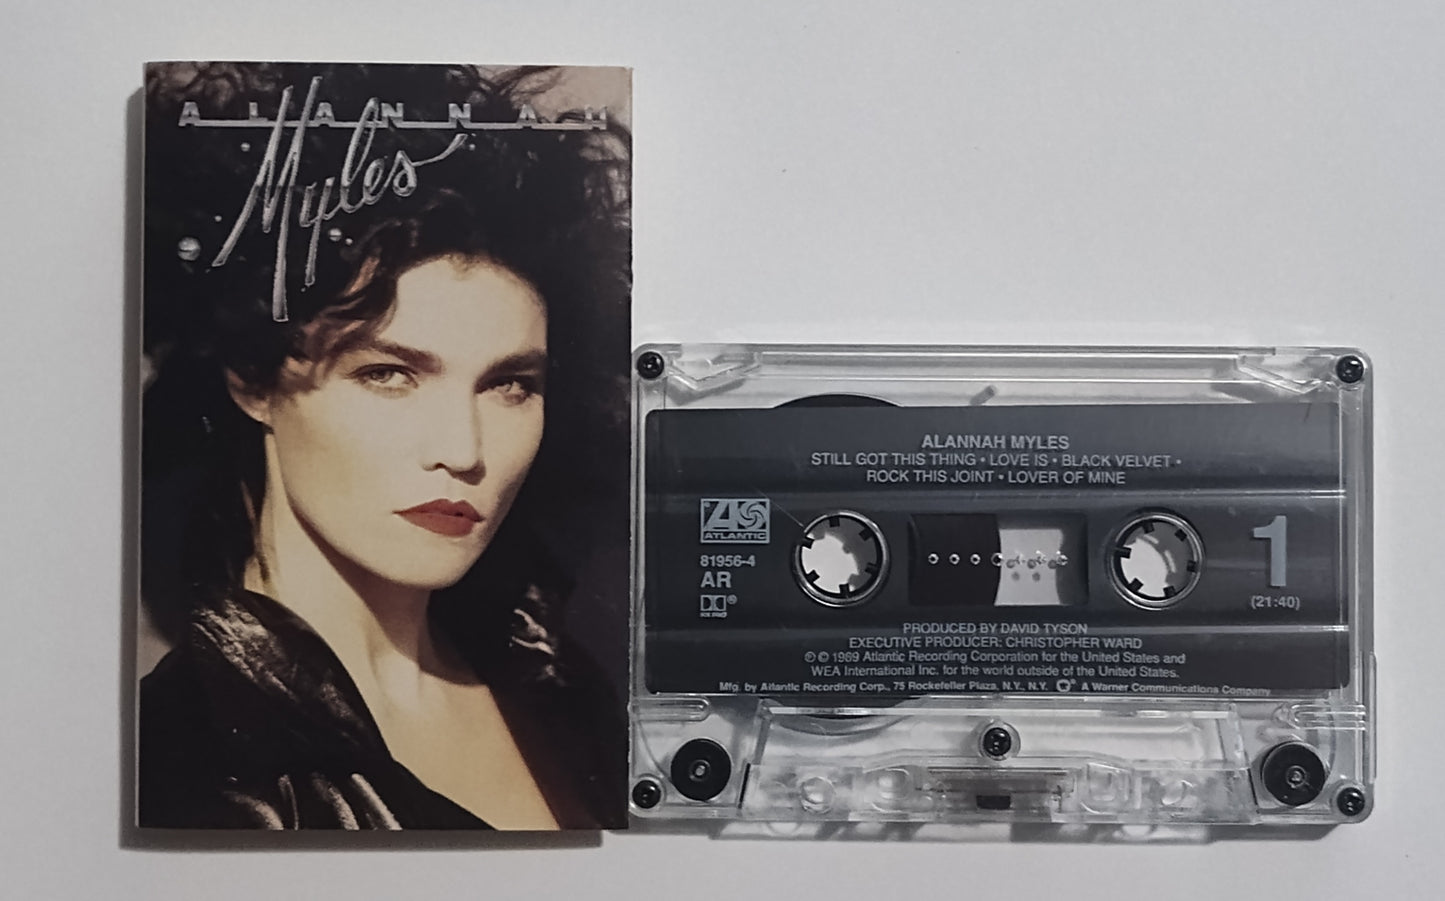 ALANNAH
Myles
ALANNAH MYLES
STILL GOT THIS THING • LOVE IS • BLACK VELVET •
ROCK THIS JOINT • LOVER OF MINE
ATLANTIC
81956-4
AR
HX PRO
1
(21:40)
PRODUCED BY DAVID TYSON
EXECUTIVE PRODUCER: CHRISTOPHER WARD
℗ © 1989 Atlantic Recording Corporation for the United States and
WEA International Inc. for the world outside of the United States.
Mfg. by Atlantic Recording Corp., 75 Rockefeller Plaza, N.Y., N.Y. A Warner Communications Company